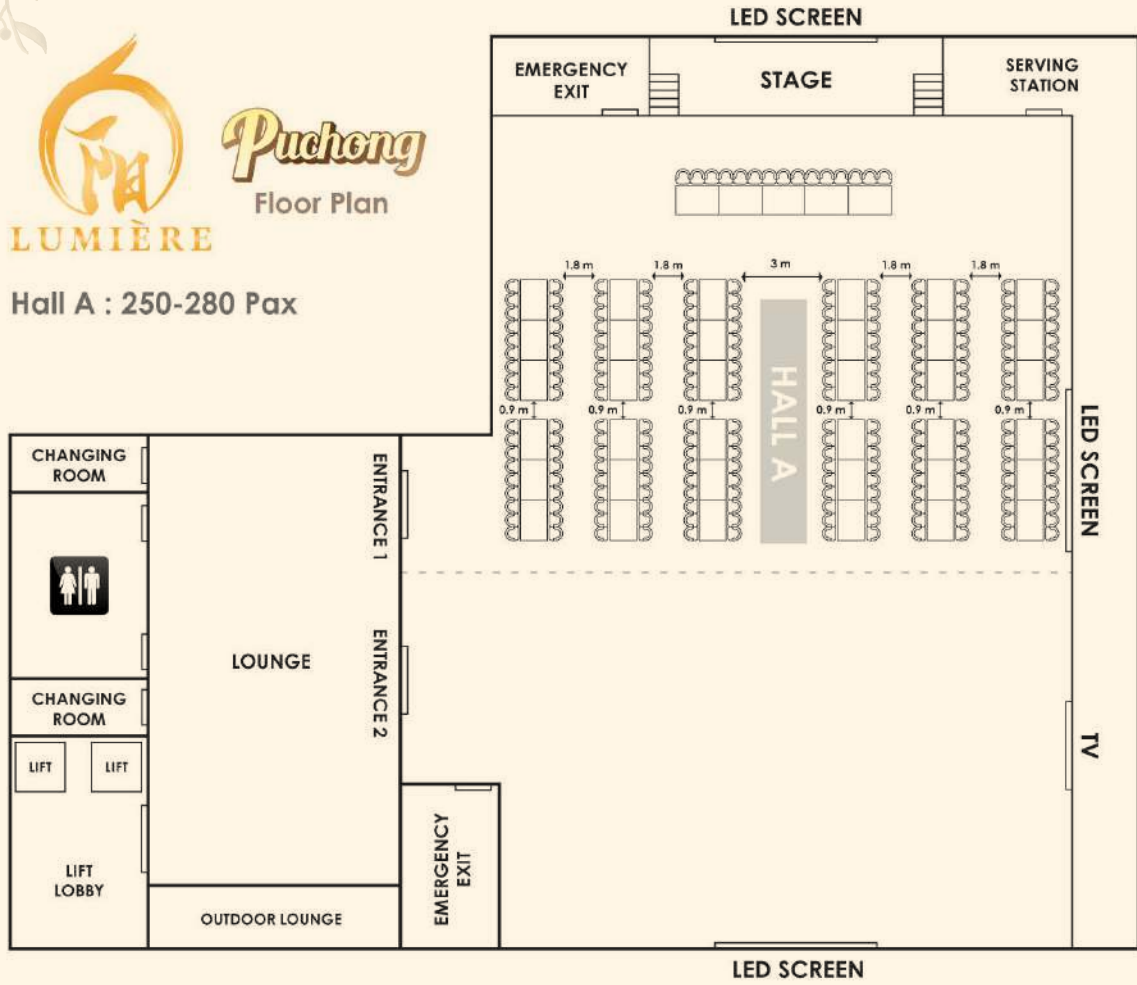 LED SCREEN
EMERGENCY
EXIT
STAGE
SERVING
STATION
Puchong
Floor Plan
LUMIÈRE
Hall A : 250-280 Pax
1.8 m
1.8 m
3 m
1.8 m
1.8 m
HALL A
0.9 m
0.9 m
0.9 m
0.9 m
0.9 m
0.9 m
LED SCREEN
CHANGING
ROOM
ENTRANCE 1
LOUNGE
ENTRANCE 2
CHANGING
ROOM
TV
LIFT
LIFT
LIFT
LOBBY
EMERGENCY
EXIT
OUTDOOR LOUNGE
LED SCREEN